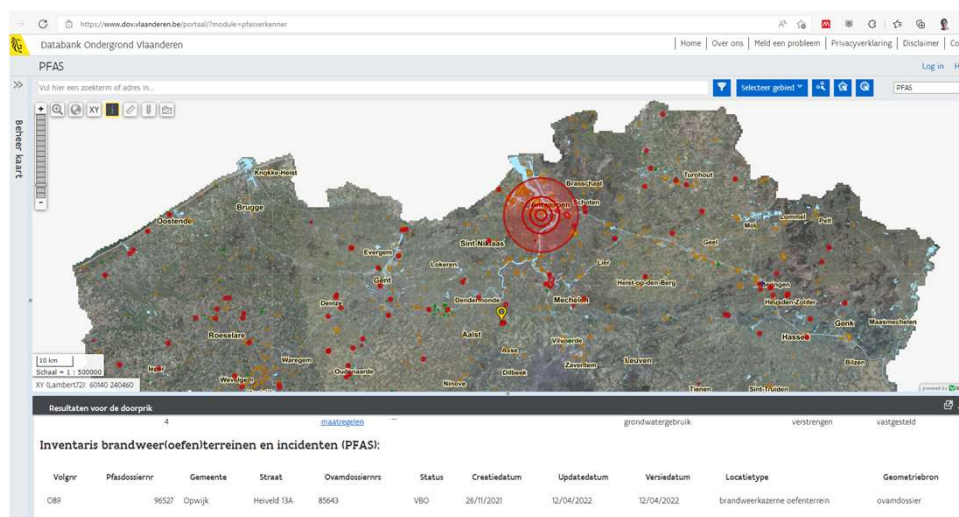 https://www.dov.vlaanderen.be/portaal/?module=pfasverkenner
Databank Ondergrond Vlaanderen
Home | Over ons | Meld een probleem | Privacyverklaring | Disclaimer | Co
PFAS
Log in H
Vul hier een zoekterm of adres in...
Selecteer gebied
PFAS
XY
Beheer kaart
Knokke-Heist
Brasschaat
Turnhout
Brugge
Antwerpen
Schoten
Oostende
Lommel
Pelt
Mol
Sint-Niklaas
Geel
Evergem
Lokeren
Lier
Gent
Heist-op-den-Berg
Beringen
Deinze
Dendermonde
Mechelen
Heusden-Zolder
Roeselare
Aalst
Genk
Maasmechelen
Asse
Vilvoorde
Hasselt
Waregem
Leuven
Ieper
Oudenaarde
Dilbeek
Zaventem
Bilzen
Wevelgem
Ninove
Tienen
Sint-Truiden
10 km
Schaal = 1 : 500000
XY (Lambert72): 60140 240460
powered by
Resultaten voor de doorprik
4 maatregelen grondwatergebruik verstrengen vastgesteld
Inventaris brandweer(oefen)terreinen en incidenten (PFAS):
Volgnr Pfasdossiernr Gemeente Straat Ovamdossiernrs Status Creatiedatum Updatedatum Versiedatum Locatietype Geometriebron
O89 96527 Opwijk Heiveld 13A 85643 VBO 26/11/2021 12/04/2022 12/04/2022 brandweerkazerne oefenterrein ovamdossier